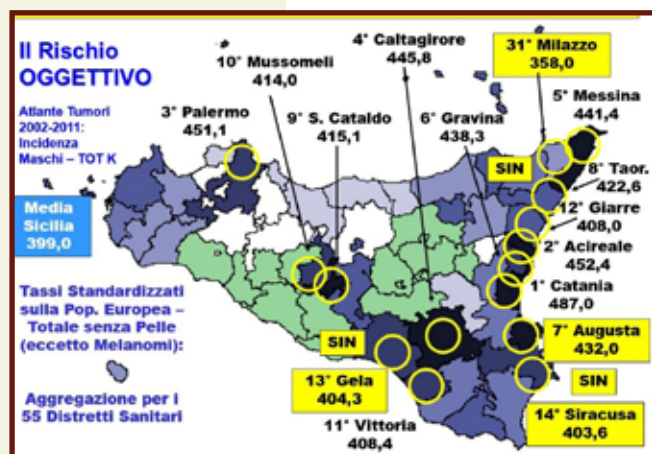 Il Rischio
OGGETTIVO
Atlante Tumori
2002-2011:
Incidenza
Maschi – TOT K
Media
Sicilia
399,0
Tassi Standardizzati
sulla Pop. Europea –
Totale senza Pelle
(eccetto Melanomi):
Aggregazione per i
55 Distretti Sanitari
3° Palermo
451,1
10° Mussomeli
414,0
9° S. Cataldo
415,1
4° Caltagirore
445,8
6° Gravina
438,3
31° Milazzo
358,0
SIN
5° Messina
441,4
8° Taor.
422,6
12° Giarre
408,0
2° Acireale
452,4
1° Catania
487,0
7° Augusta
432,0
SIN
14° Siracusa
403,6
SIN
13° Gela
404,3
11° Vittoria
408,4